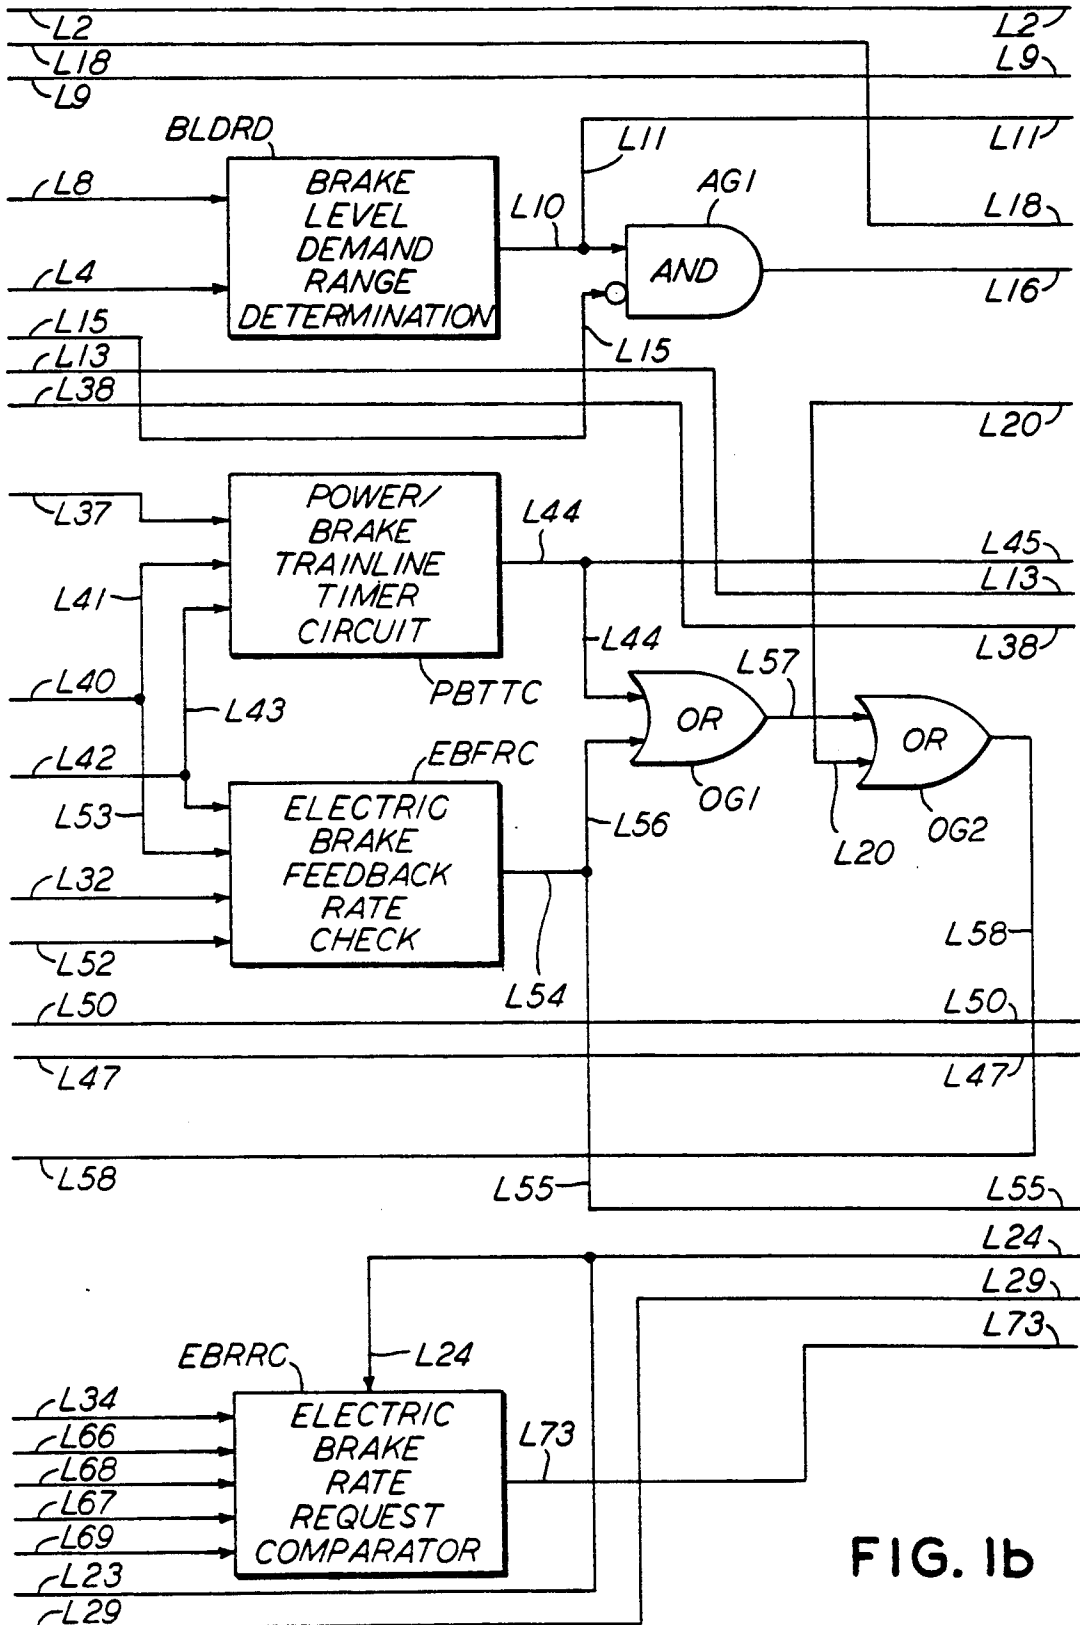 L2 L2
L18 L9
L9
BLDRD L11 L11
L8 BRAKE AG1
LEVEL L10 L18
DEMAND
L4 RANGE AND L16
DETERMINATION
L15 L15
L13
L38 L20
L37 POWER/
BRAKE L44 L45
TRAINLINE L13
L41 TIMER
CIRCUIT L44 L38
L40 L43 PBTTC L57
OR OR
L42 EBFRC OG1 OG2
L53 ELECTRIC L56 L20
BRAKE
L32 FEEDBACK
RATE L58
L52 CHECK
L54
L50 L50
L47 L47
L58 L55 L55
L24
L29
L73
EBRRC L24
L34 ELECTRIC
L66 BRAKE L73
L68 RATE
L67 REQUEST
L69 COMPARATOR
L23
L29
FIG. 1b